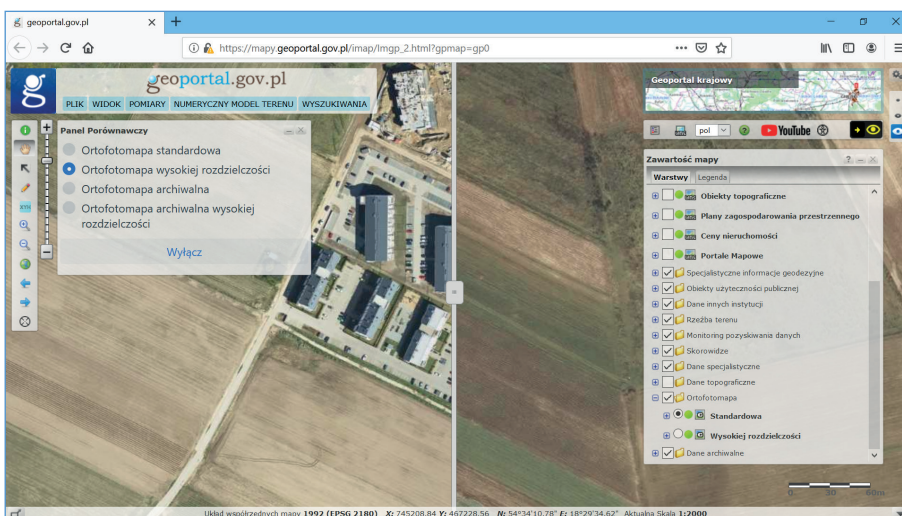 geoportal.gov.pl
https://mapy.geoportal.gov.pl/imap/Imgp_2.html?gpmap=gp0
geoportal.gov.pl
PLIK WIDOK POMIARY NUMERYCZNY MODEL TERENU WYSZUKIWANIA
Panel Porównawczy
Ortofotomapa standardowa
Ortofotomapa wysokiej rozdzielczości
Ortofotomapa archiwalna
Ortofotomapa archiwalna wysokiej
rozdzielczości
Wyłącz
Geoportal krajowy
pol YouTube
Zawartość mapy
Warstwy Legenda
Obiekty topograficzne
Plany zagospodarowania przestrzennego
Ceny nieruchomości
Portale Mapowe
Specjalistyczne informacje geodezyjne
Obiekty użyteczności publicznej
Dane innych instytucji
Rzeźba terenu
Monitoring pozyskiwania danych
Skorowidze
Dane specjalistyczne
Dane topograficzne
Ortofotomapa
Standardowa
Wysokiej rozdzielczości
Dane archiwalne
0 30 60m
Układ współrzędnych mapy 1992 (EPSG 2180) X: 745208.84 Y: 467228.56 N: 54°34'10.78" E: 18°29'34.62" Aktualna Skala 1:2000